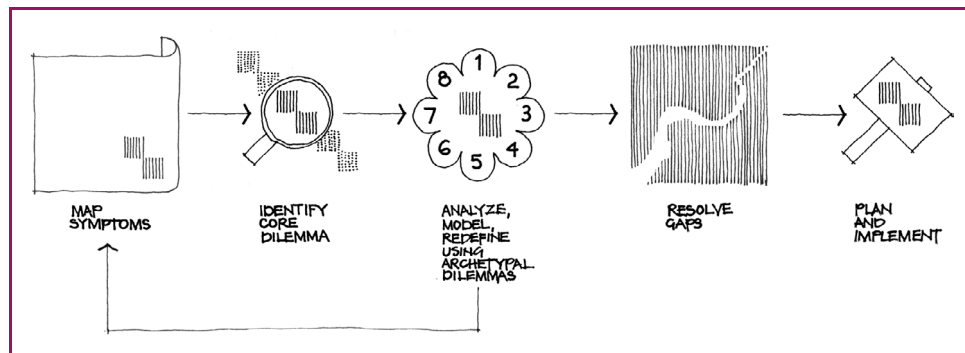 1
2
3
4
5
6
7
8
MAP
SYMPTOMS
IDENTIFY
CORE
DILEMMA
ANALYZE,
MODEL,
REDEFINE
USING
ARCHETYPAL
DILEMMAS
RESOLVE
GAPS
PLAN
AND
IMPLEMENT